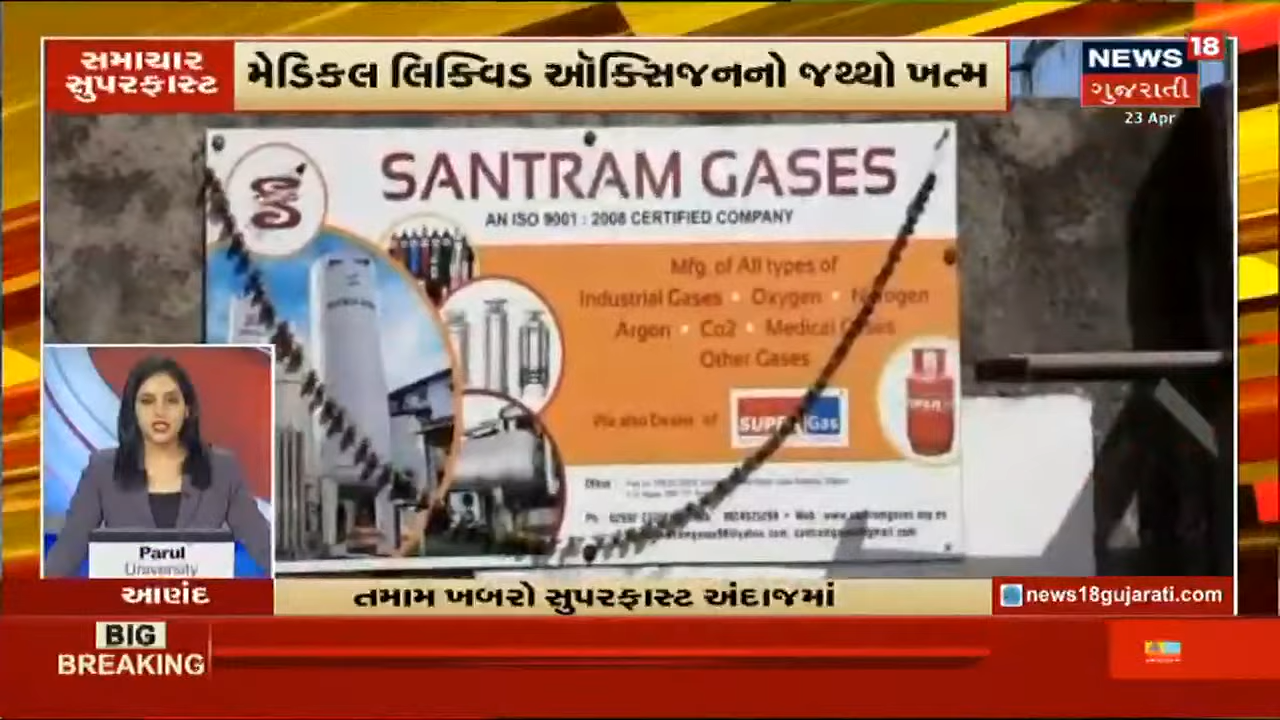 સમાચાર
સુપરફાસ્ટ
મેડિકલ લિક્વિડ ઑક્સિજનનો જથ્થો ખત્મ
NEWS 18
ગુજરાતી
23 Apr
SANTRAM GASES
AN ISO 9001 : 2008 CERTIFIED COMPANY
Mfg. of All types of
Industrial Gases • Oxygen • Nitrogen
Argon • Co2 • Medical Gases
Other Gases
We also Dealer of
SUPER Gas
Parul
University
આણંદ
તમામ ખબરો સુપરફાસ્ટ અંદાજમાં
news18gujarati.com
BIG
BREAKING